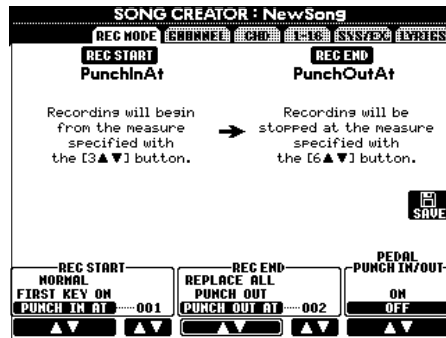 SONG CREATOR : NewSong
REC MODE CHANNEL CHD 1-16 SYS/EX. LYRICS
REC START REC END
PunchInAt PunchOutAt
Recording will begin
from the measure
specified with
the [3▲▼] button.
Recording will be
stopped at the measure
specified with
the [6▲▼] button.
SAVE
REC START
NORMAL
FIRST KEY ON
PUNCH IN AT 001
REC END
REPLACE ALL
PUNCH OUT
PUNCH OUT AT 002
PEDAL
PUNCH IN/OUT
ON
OFF